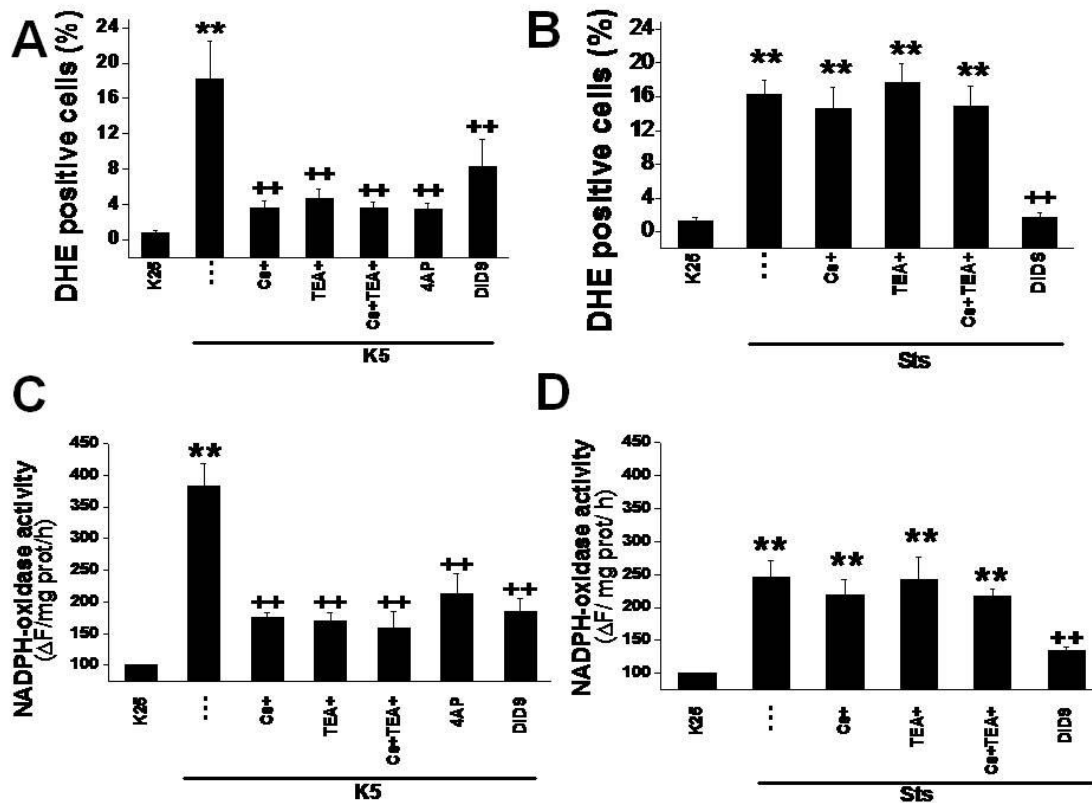 A
DHE positive cells (%)
24
20
16
12
8
4
0
**
++
++
++
++
++
K25
...
Cs+
TEA+
Cs+TEA+
4AP
DIDS
K5
B
DHE positive cells (%)
24
20
16
12
8
4
0
**
**
**
**
++
K25
...
Cs+
TEA+
Cs+TEA+
DIDS
Sts
C
NADPH-oxidase activity
(ΔF/mg prot/h)
450
400
350
300
250
200
150
100
**
++
++
++
++
++
K25
...
Cs+
TEA+
Cs+TEA+
4AP
DIDS
K5
D
NADPH-oxidase activity
(ΔF/ mg prot/ h)
450
400
350
300
250
200
150
100
**
**
**
**
++
K25
...
Cs+
TEA+
Cs+TEA+
DIDS
Sts